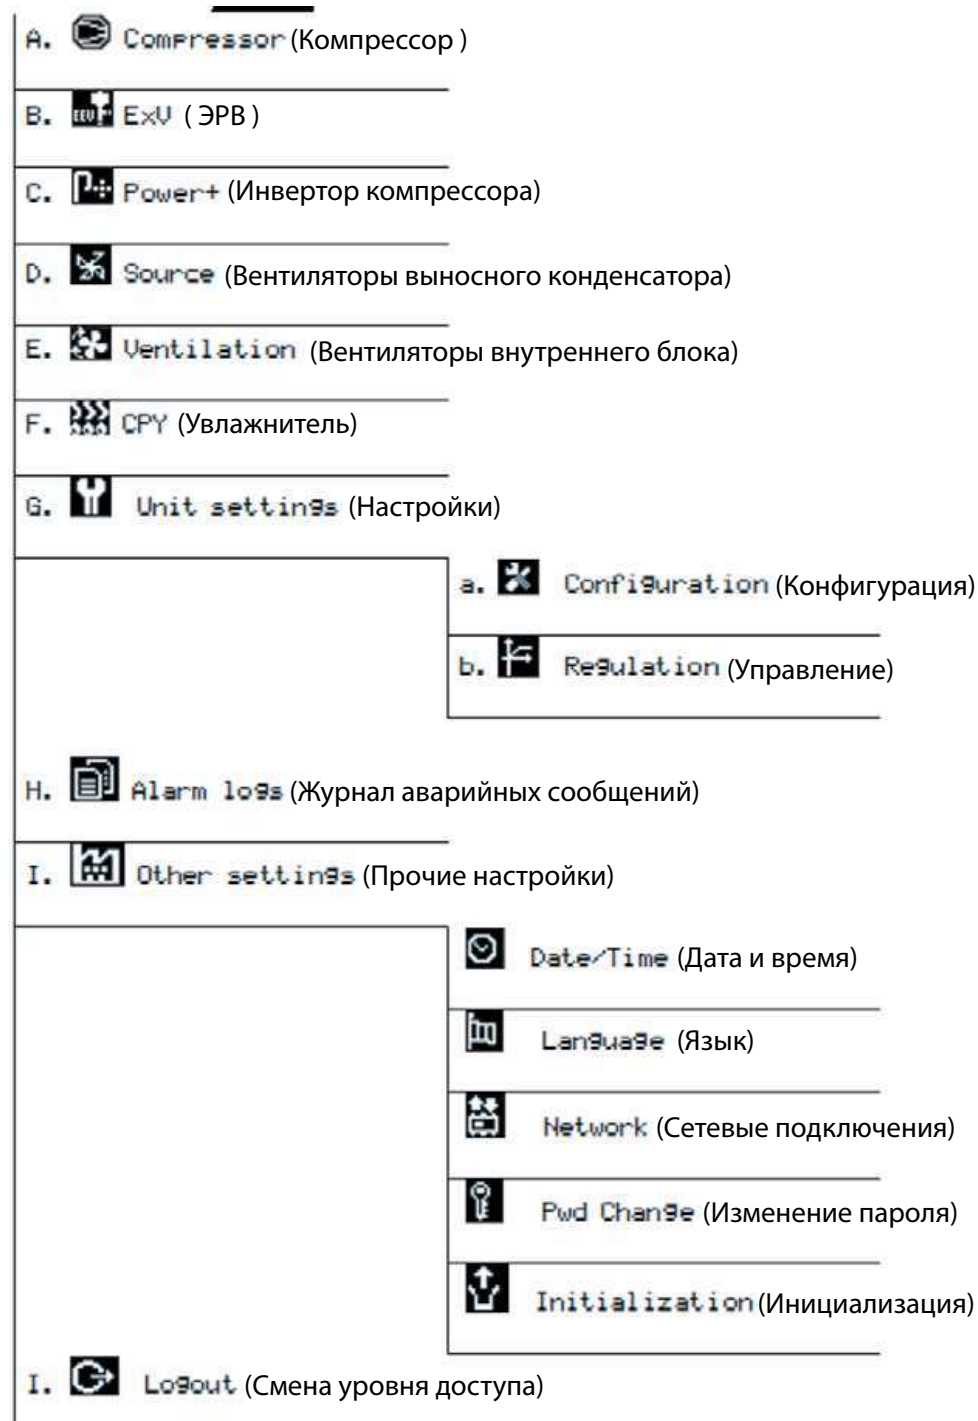 A. Compressor (Компрессор )
B. EEV ExV ( ЭРВ )
C. Power+ (Инвертор компрессора)
D. Source (Вентиляторы выносного конденсатора)
E. Ventilation (Вентиляторы внутреннего блока)
F. CPY (Увлажнитель)
G. Unit settings (Настройки)
a. Configuration (Конфигурация)
b. Regulation (Управление)
H. Alarm logs (Журнал аварийных сообщений)
I. Other settings (Прочие настройки)
Date/Time (Дата и время)
Language (Язык)
Network (Сетевые подключения)
Pwd Change (Изменение пароля)
Initialization (Инициализация)
I. Logout (Смена уровня доступа)